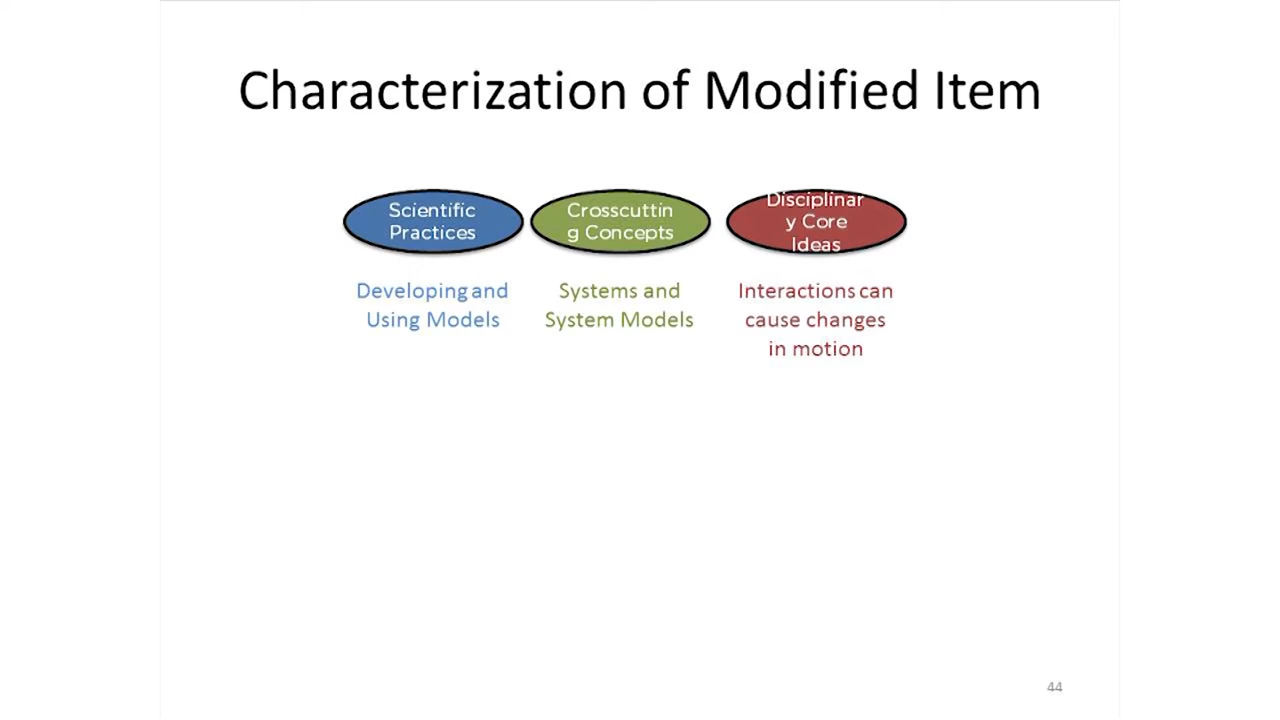 Characterization of Modified Item
Scientific
Practices
Crosscuttin
g Concepts
Disciplinar
y Core
Ideas
Developing and
Using Models
Systems and
System Models
Interactions can
cause changes
in motion
44